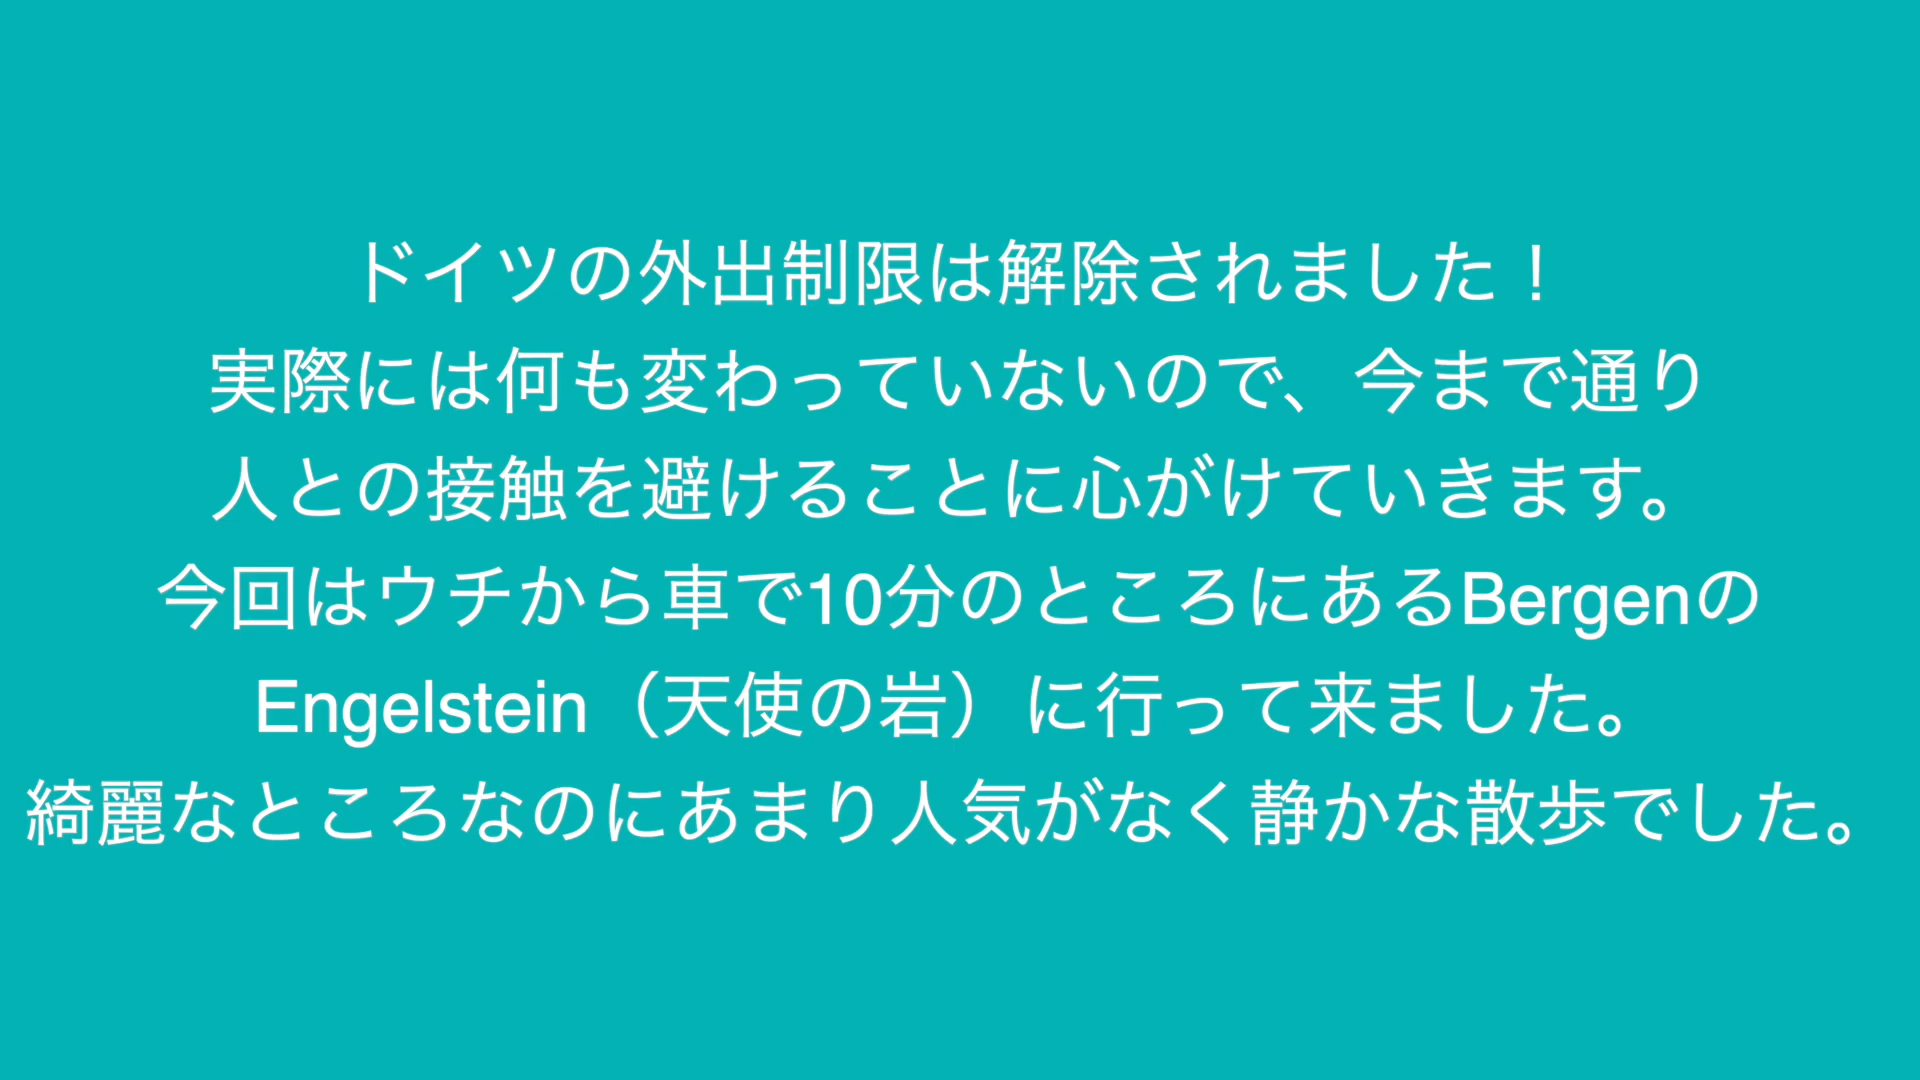 ドイツの外出制限は解除されました！
実際には何も変わっていないので、今まで通り
人との接触を避けることに心がけていきます。
今回はウチから車で10分のところにあるBergenの
Engelstein（天使の岩）に行って来ました。
綺麗なところなのにあまり人気がなく静かな散歩でした。